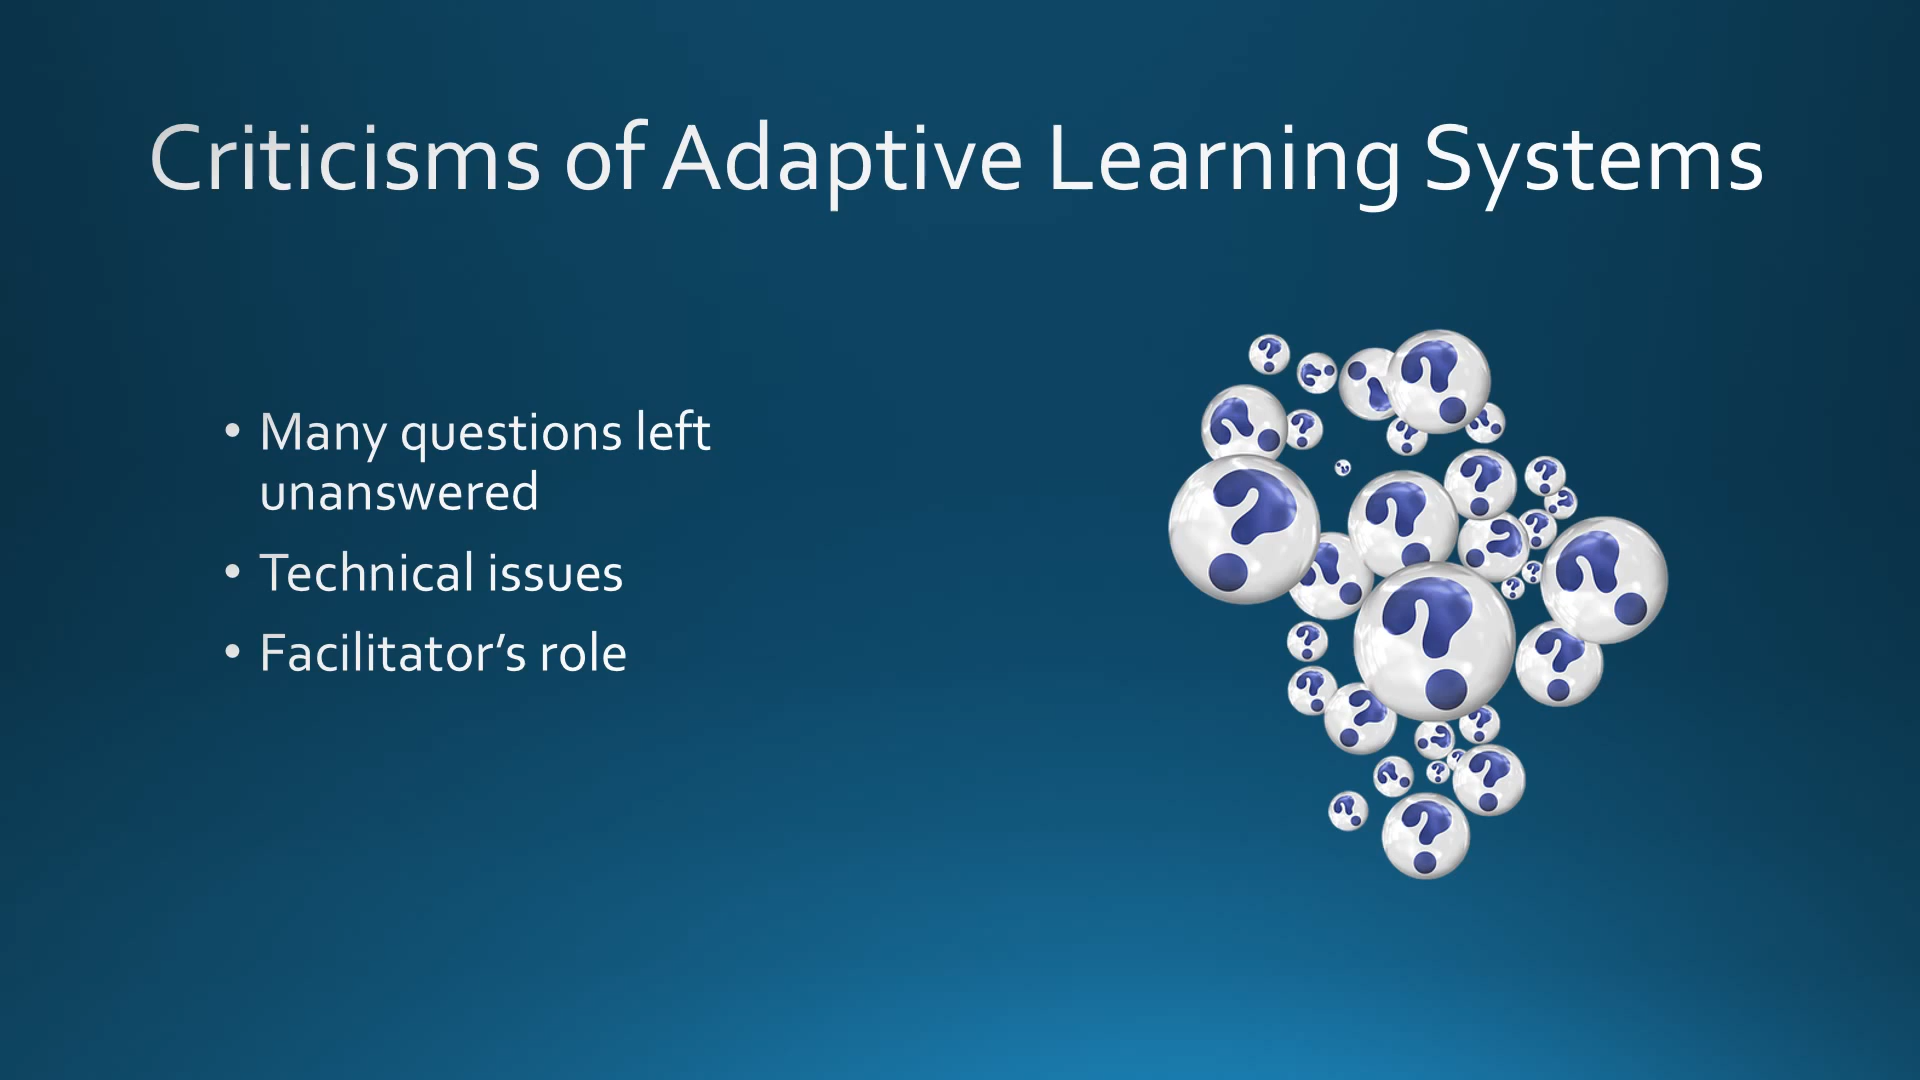 Criticisms of Adaptive Learning Systems
• Many questions left
unanswered
• Technical issues
• Facilitator’s role